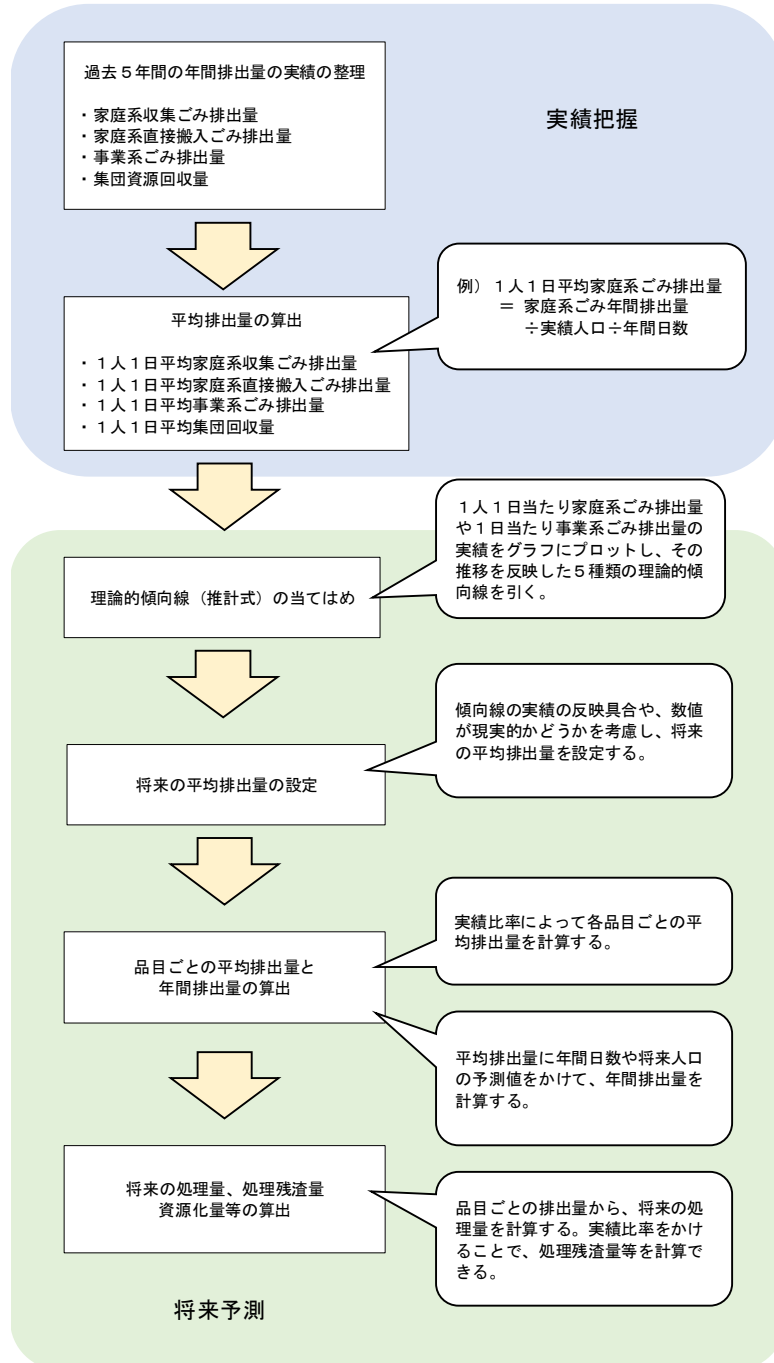 過去５年間の年間排出量の実績の整理
・家庭系収集ごみ排出量
・家庭系直接搬入ごみ排出量
・事業系ごみ排出量
・集団資源回収量
実績把握
例）１人１日平均家庭系ごみ排出量
＝ 家庭系ごみ年間排出量
÷実績人口÷年間日数
平均排出量の算出
・１人１日平均家庭系収集ごみ排出量
・１人１日平均家庭系直接搬入ごみ排出量
・１人１日平均事業系ごみ排出量
・１人１日平均集団回収量
１人１日当たり家庭系ごみ排出量
や１日当たり事業系ごみ排出量の
実績をグラフにプロットし、その
推移を反映した５種類の理論的傾
向線を引く。
理論的傾向線（推計式）の当てはめ
傾向線の実績の反映具合や、数値
が現実的かどうかを考慮し、将来
の平均排出量を設定する。
将来の平均排出量の設定
実績比率によって各品目ごとの平
均排出量を計算する。
品目ごとの平均排出量と
年間排出量の算出
平均排出量に年間日数や将来人口
の予測値をかけて、年間排出量を
計算する。
将来の処理量、処理残渣量
資源化量等の算出
品目ごとの排出量から、将来の処
理量を計算する。実績比率をかけ
ることで、処理残渣量等を計算で
きる。
将来予測